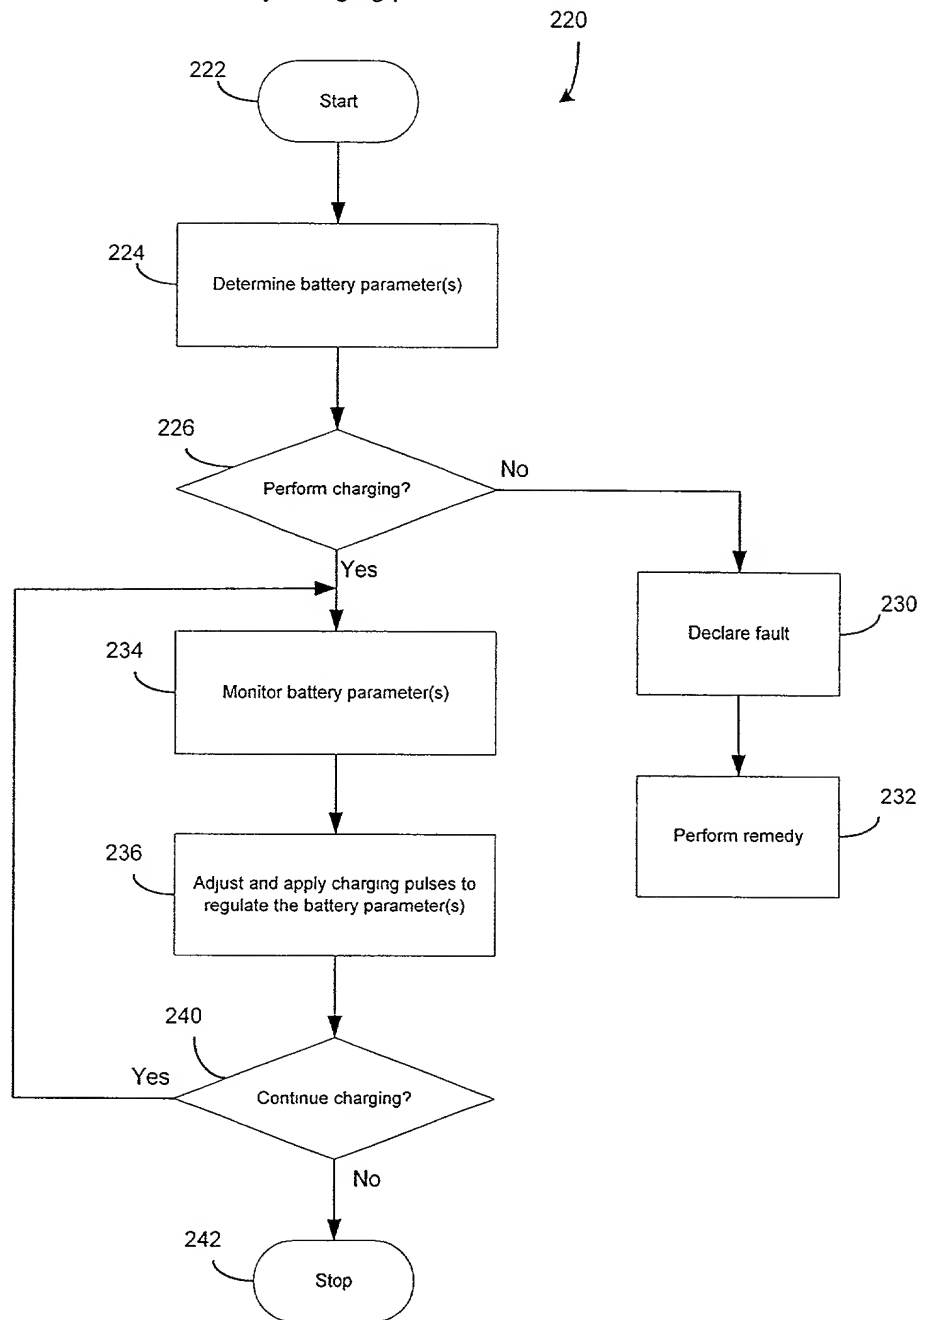 220
222
Start
224
Determine battery parameter(s)
226
Perform charging?
No
Yes
230
Declare fault
234
Monitor battery parameter(s)
232
Perform remedy
236
Adjust and apply charging pulses to
regulate the battery parameter(s)
240
Yes
Continue charging?
No
242
Stop